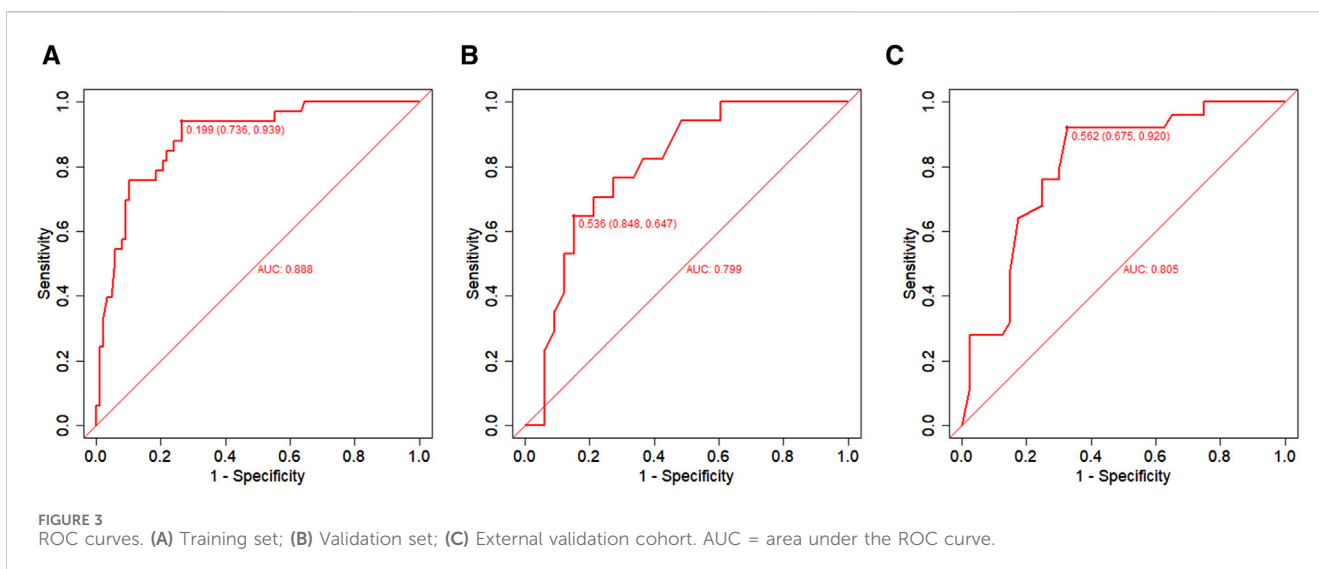 A
B
C
Sensitivity
0.0 0.2 0.4 0.6 0.8 1.0
0.199 (0.736, 0.939)
AUC: 0.888
0.0 0.2 0.4 0.6 0.8 1.0
1 - Specificity
Sensitivity
0.0 0.2 0.4 0.6 0.8 1.0
0.536 (0.848, 0.647)
AUC: 0.799
0.0 0.2 0.4 0.6 0.8 1.0
1 - Specificity
Sensitivity
0.0 0.2 0.4 0.6 0.8 1.0
0.562 (0.675, 0.920)
AUC: 0.805
0.0 0.2 0.4 0.6 0.8 1.0
1 - Specificity
FIGURE 3
ROC curves. (A) Training set; (B) Validation set; (C) External validation cohort. AUC = area under the ROC curve.